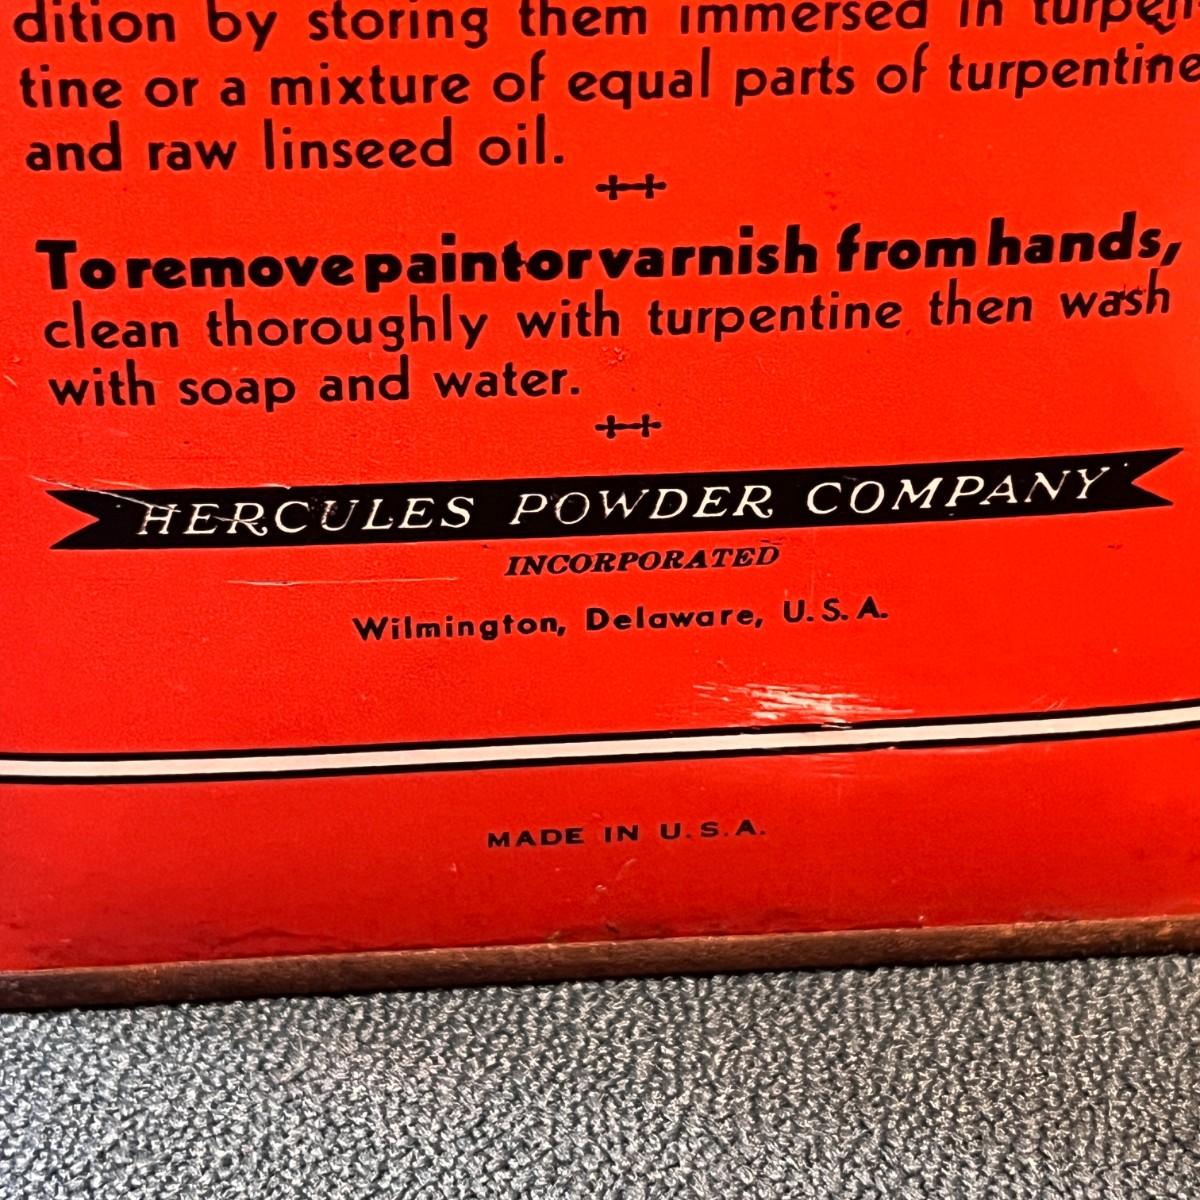 dition by storing them immersed in turpen-
tine or a mixture of equal parts of turpentine
and raw linseed oil.
To remove paint or varnish from hands,
clean thoroughly with turpentine then wash
with soap and water.
HERCULES POWDER COMPANY
INCORPORATED
Wilmington, Delaware, U.S.A.
MADE IN U.S.A.